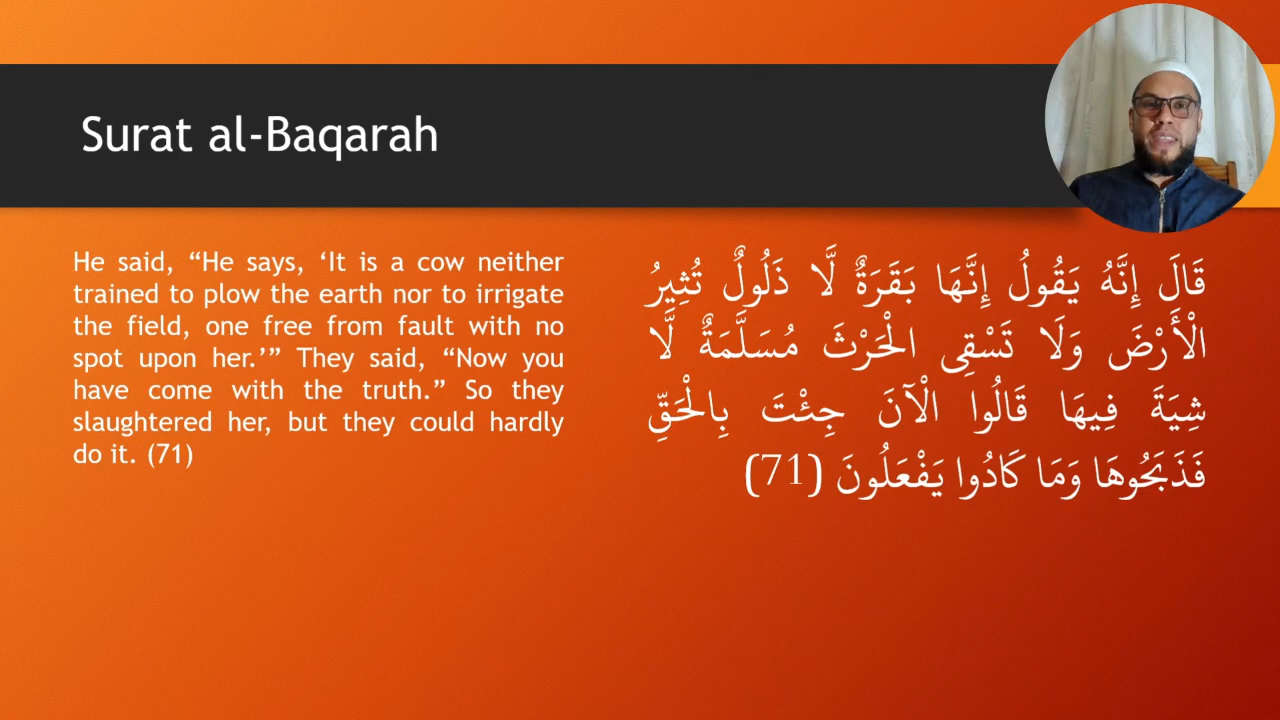 Surat al-Baqarah
He said, “He says, ‘It is a cow neither
trained to plow the earth nor to irrigate
the field, one free from fault with no
spot upon her.’” They said, “Now you
have come with the truth.” So they
slaughtered her, but they could hardly
do it. (71)
قَالَ إِنَّهُ يَقُولُ إِنَّهَا بَقَرَةٌ لَّا ذَلُولٌ تُثِيرُ
الْأَرْضَ وَلَا تَسْقِى الْحَرْثَ مُسَلَّمَةٌ لَّا
شِيَةَ فِيهَا قَالُوا الْآنَ جِئْتَ بِالْحَقِّ
فَذَبَحُوهَا وَمَا كَادُوا يَفْعَلُونَ (71)